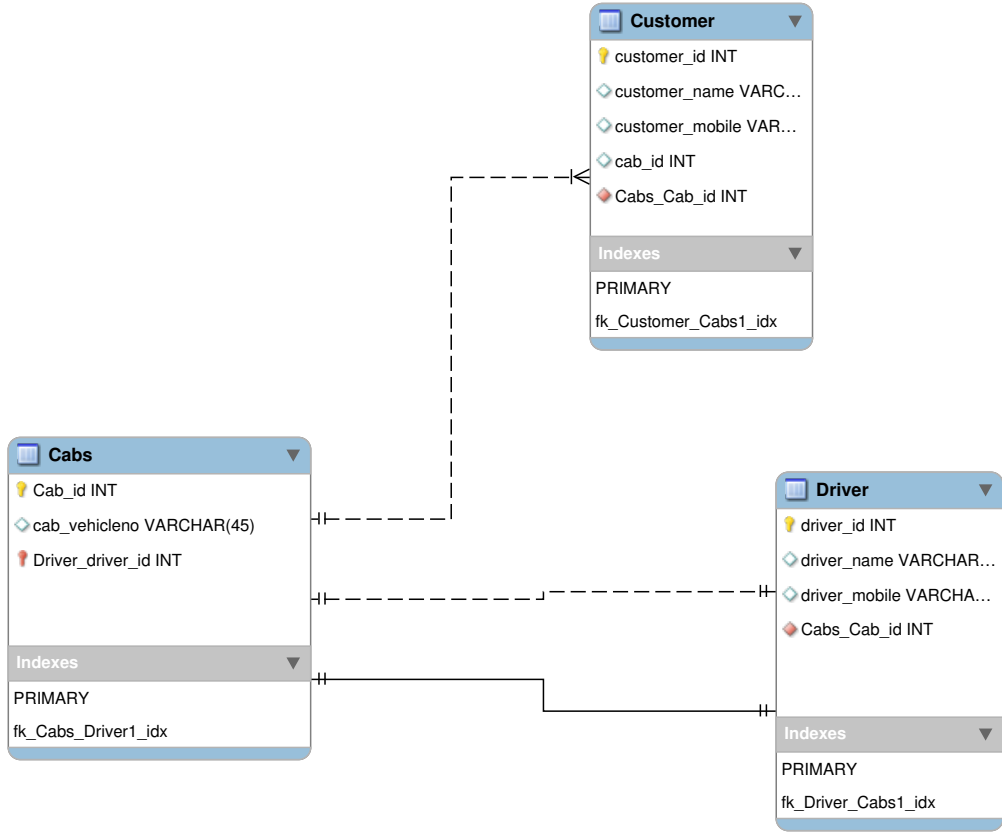 Customer
customer_id INT
customer_name VARC...
customer_mobile VAR...
cab_id INT
Cabs_Cab_id INT
Indexes
PRIMARY
fk_Customer_Cabs1_idx
Cabs
Cab_id INT
cab_vehicleno VARCHAR(45)
Driver_driver_id INT
Indexes
PRIMARY
fk_Cabs_Driver1_idx
Driver
driver_id INT
driver_name VARCHAR...
driver_mobile VARCHA...
Cabs_Cab_id INT
Indexes
PRIMARY
fk_Driver_Cabs1_idx